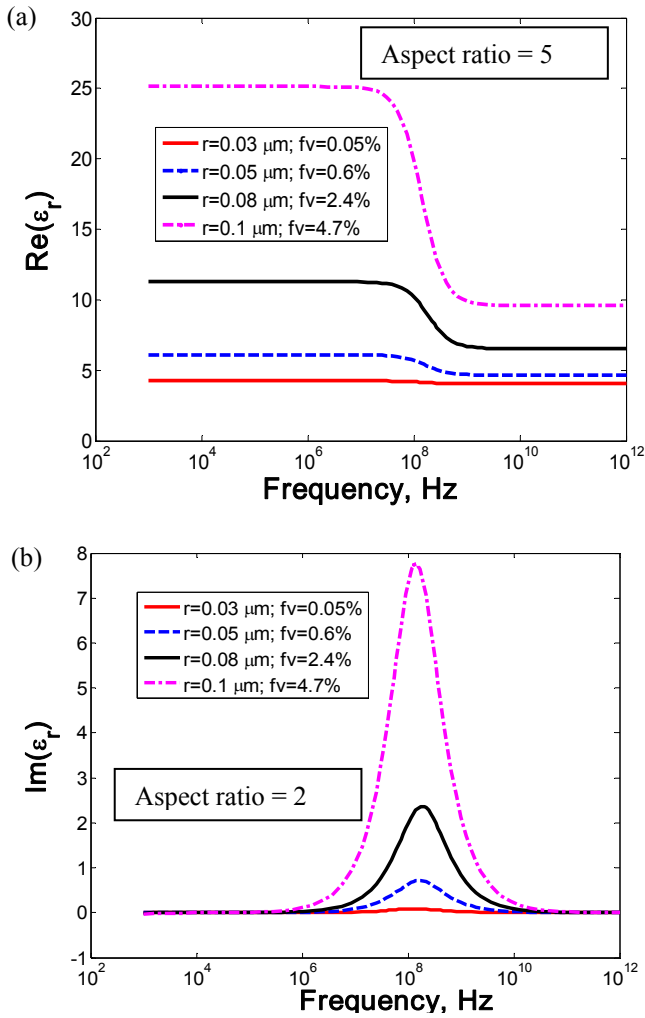 (a)
30
Aspect ratio = 5
25
r=0.03 μm; fv=0.05%
r=0.05 μm; fv=0.6%
20
r=0.08 μm; fv=2.4%
r=0.1 μm; fv=4.7%
Re(εr)
15
10
5
0
10^2 10^4 10^6 10^8 10^10 10^12
Frequency, Hz
(b)
8
r=0.03 μm; fv=0.05%
7
r=0.05 μm; fv=0.6%
r=0.08 μm; fv=2.4%
6
r=0.1 μm; fv=4.7%
5
4
Im(εr)
3
Aspect ratio = 2
2
1
0
-1
10^2 10^4 10^6 10^8 10^10 10^12
Frequency, Hz